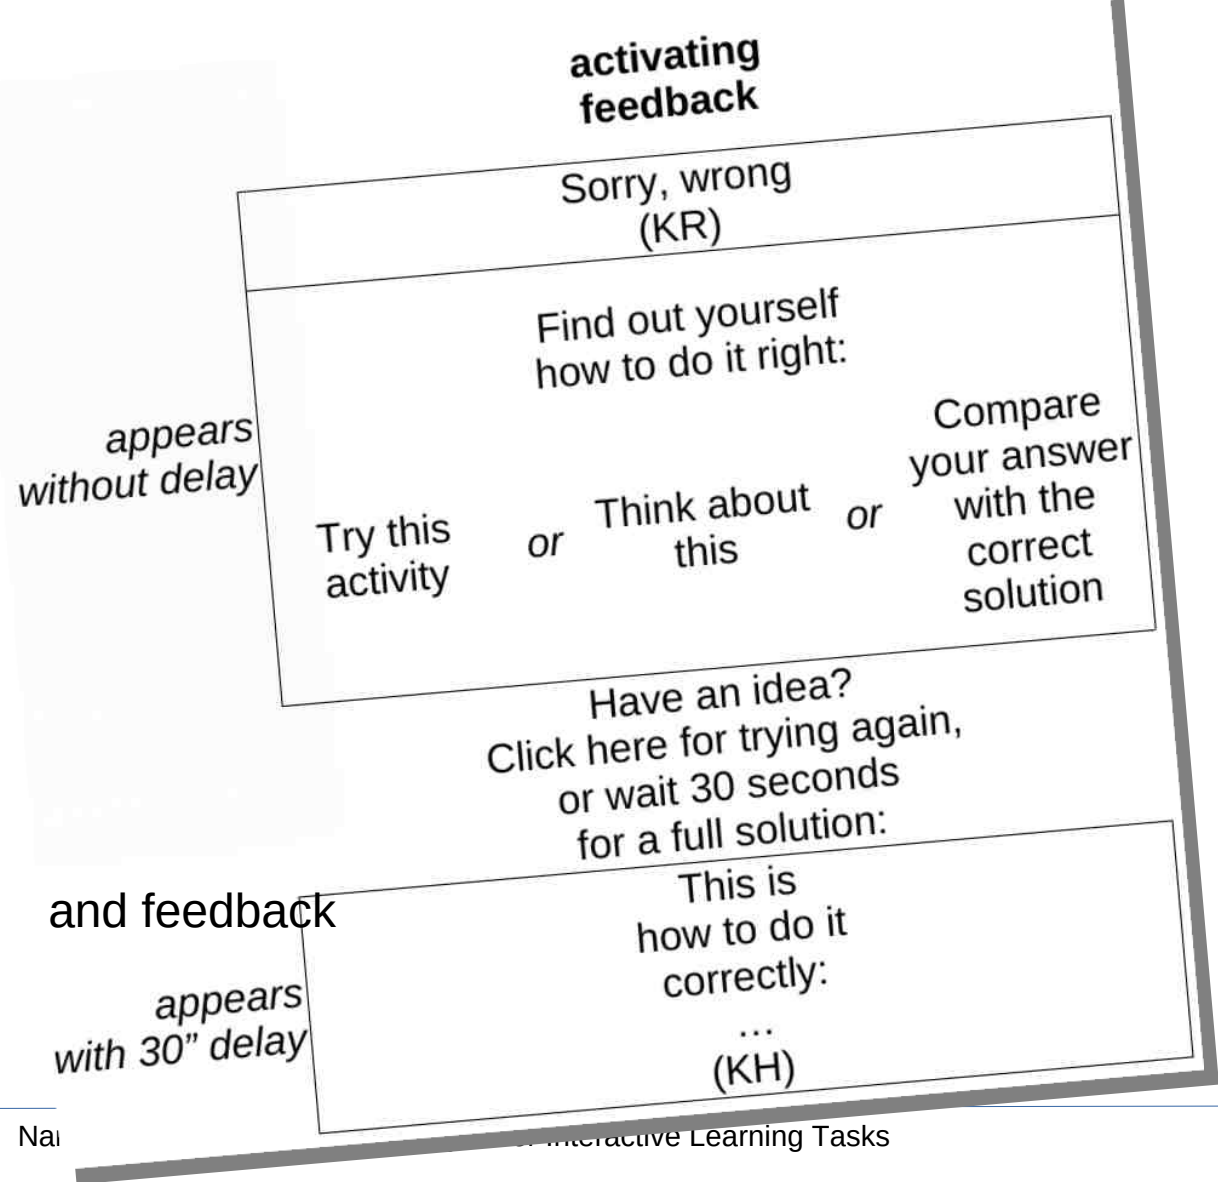 activating
feedback
Sorry, wrong
(KR)
Find out yourself
how to do it right:
appears
without delay
Try this
activity
or
Think about
this
or
Compare
your answer
with the
correct
solution
Have an idea?
Click here for trying again,
or wait 30 seconds
for a full solution:
and feedback
appears
with 30” delay
This is
how to do it
correctly:
…
(KH)
Interactive Learning Tasks